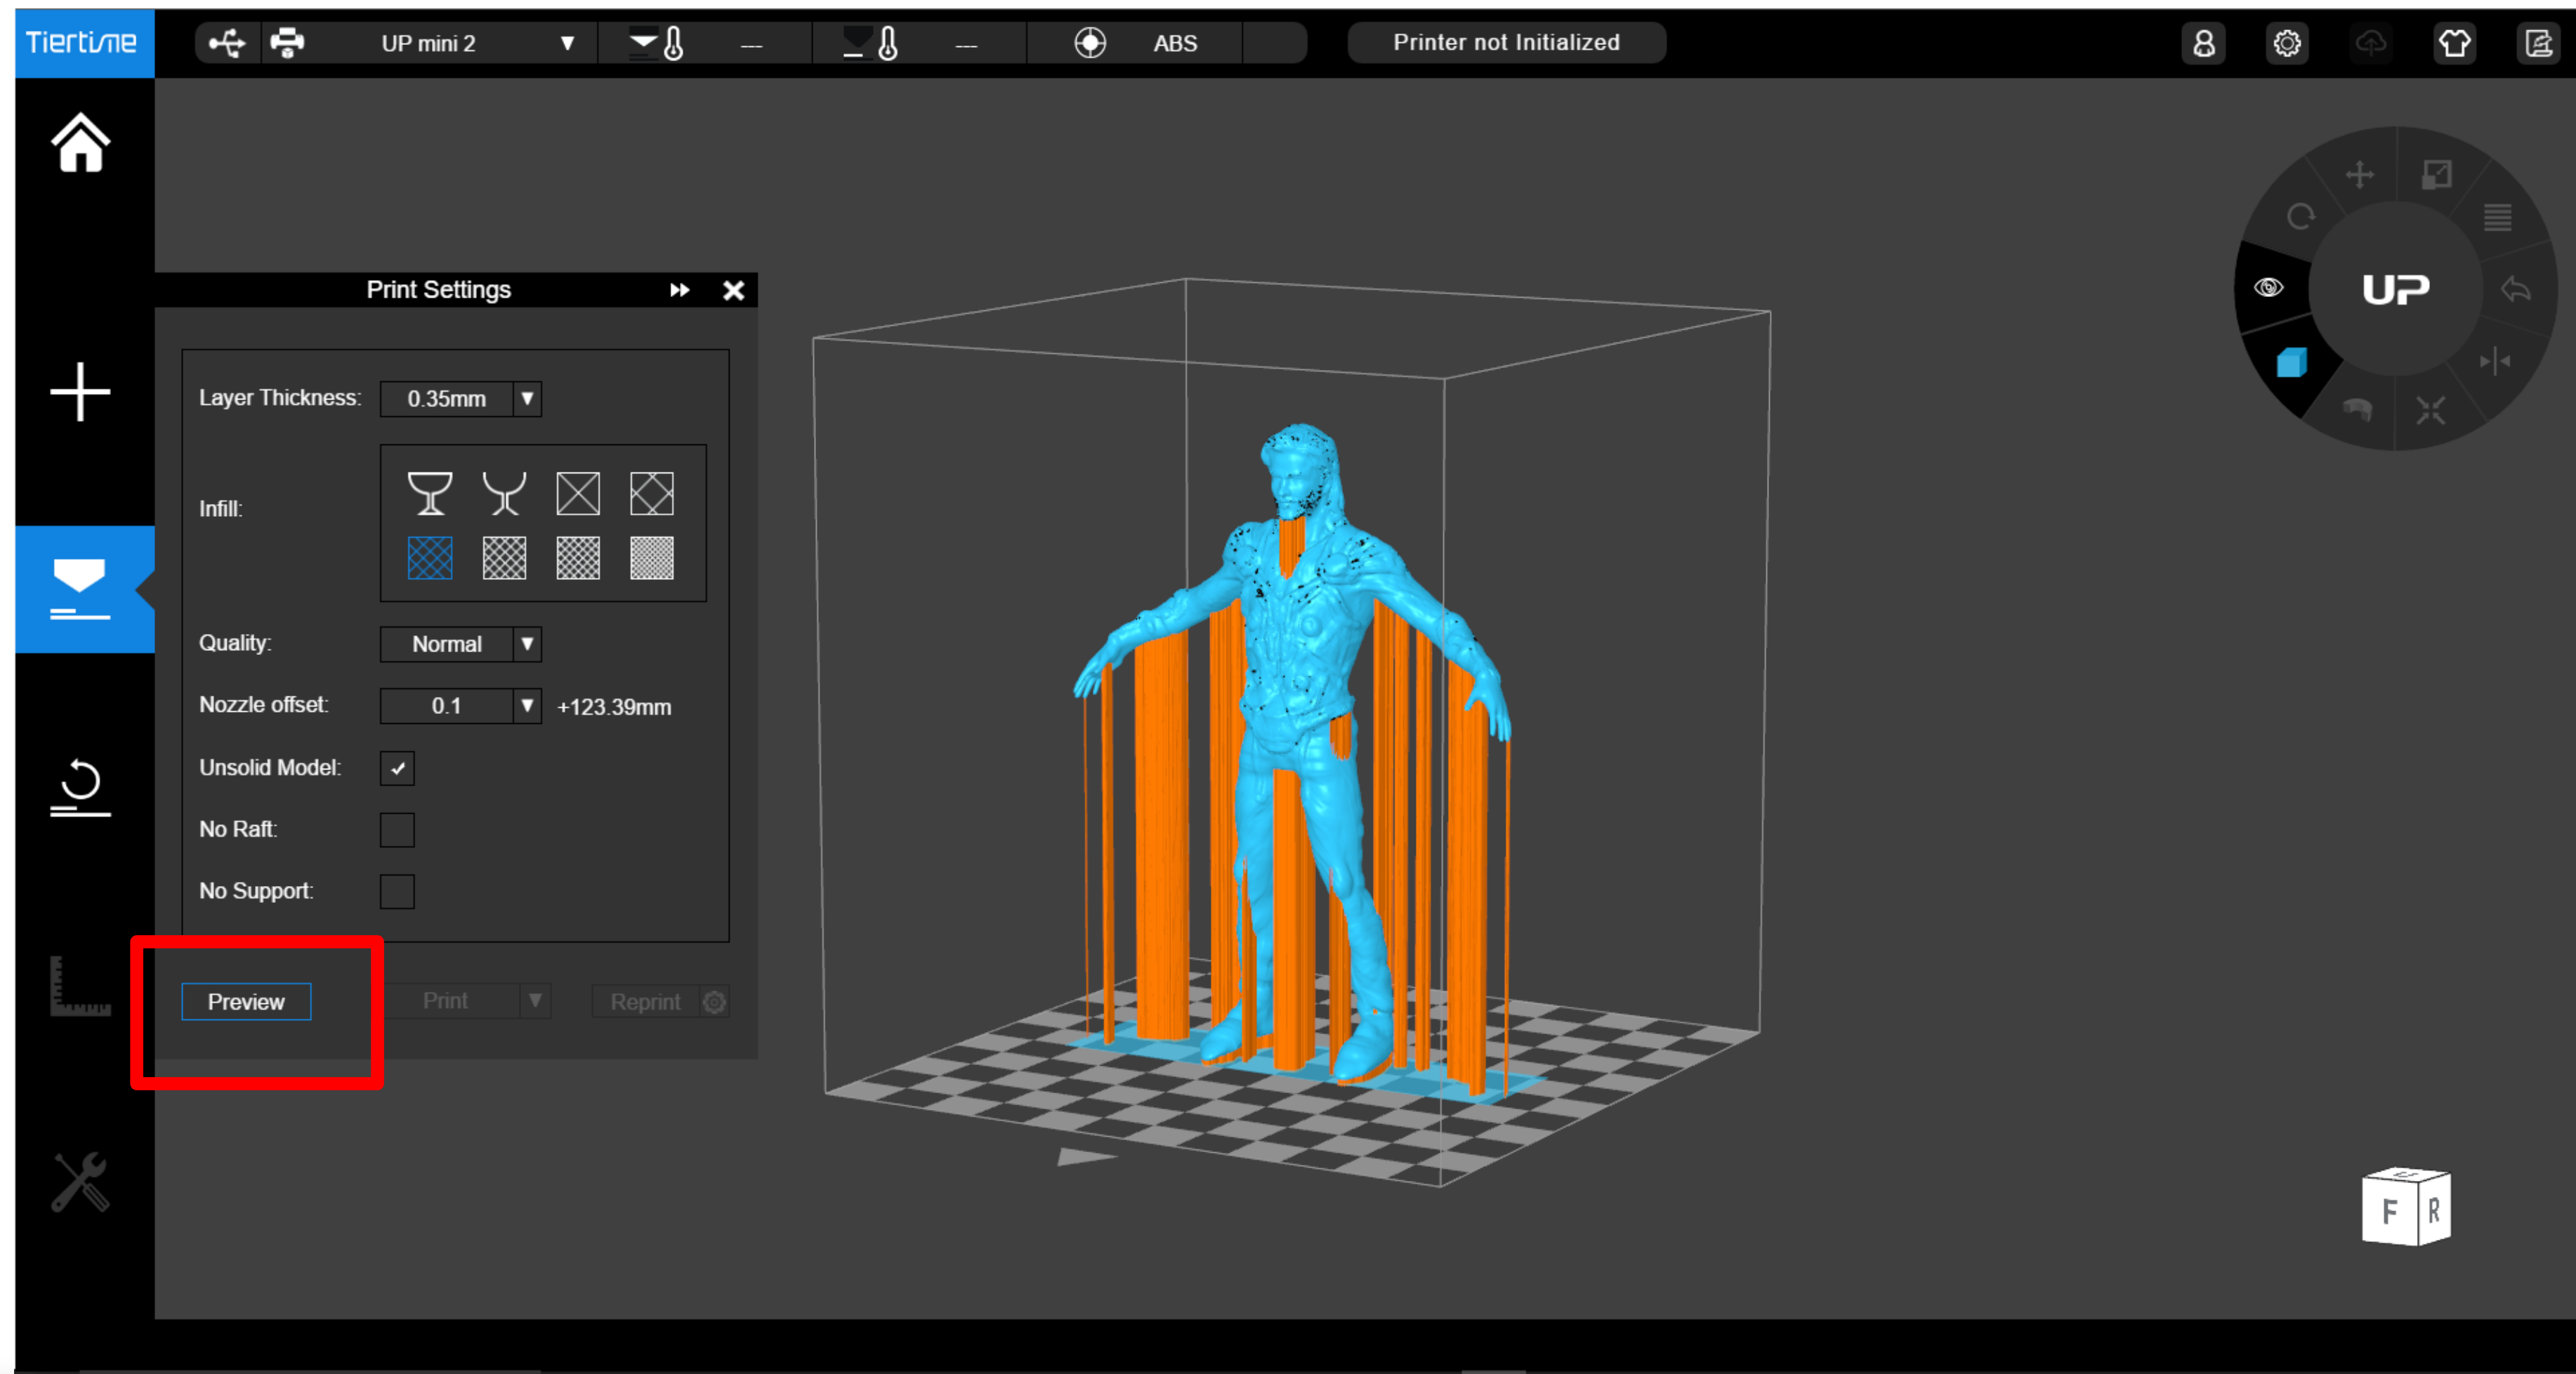 Tiertime
UP mini 2
---
---
ABS
Printer not Initialized
UP
Print Settings
Layer Thickness:
0.35mm
Infill:
Quality:
Normal
Nozzle offset:
0.1
+123.39mm
Unsolid Model:
No Raft:
No Support:
Preview
Print
Reprint
U
F
R